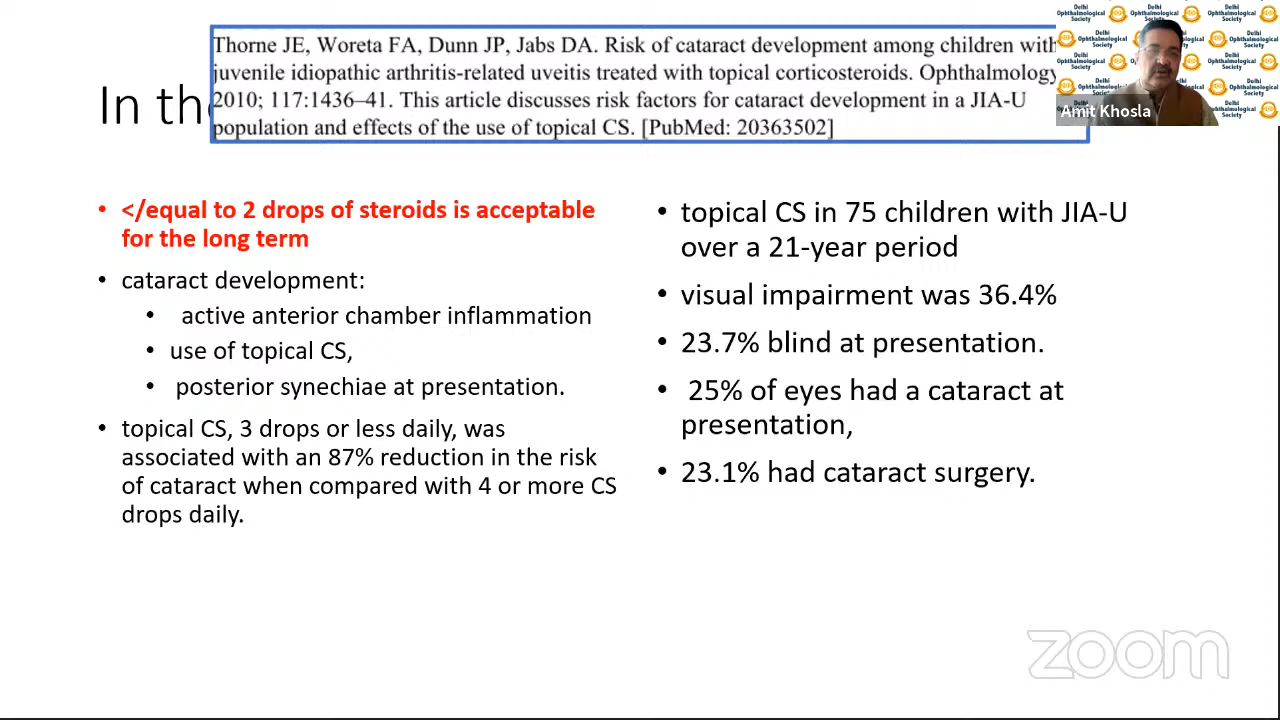 Thorne JE, Woreta FA, Dunn JP, Jabs DA. Risk of cataract development among children with
juvenile idiopathic arthritis-related uveitis treated with topical corticosteroids. Ophthalmology
2010; 117:1436–41. This article discusses risk factors for cataract development in a JIA-U
population and effects of the use of topical CS. [PubMed: 20363502]
In the
• </equal to 2 drops of steroids is acceptable
for the long term
• cataract development:
• active anterior chamber inflammation
• use of topical CS,
• posterior synechiae at presentation.
• topical CS, 3 drops or less daily, was
associated with an 87% reduction in the risk
of cataract when compared with 4 or more CS
drops daily.
• topical CS in 75 children with JIA-U
over a 21-year period
• visual impairment was 36.4%
• 23.7% blind at presentation.
• 25% of eyes had a cataract at
presentation,
• 23.1% had cataract surgery.
Delhi
Ophthalmological
Society
Amit Khosla
zoom